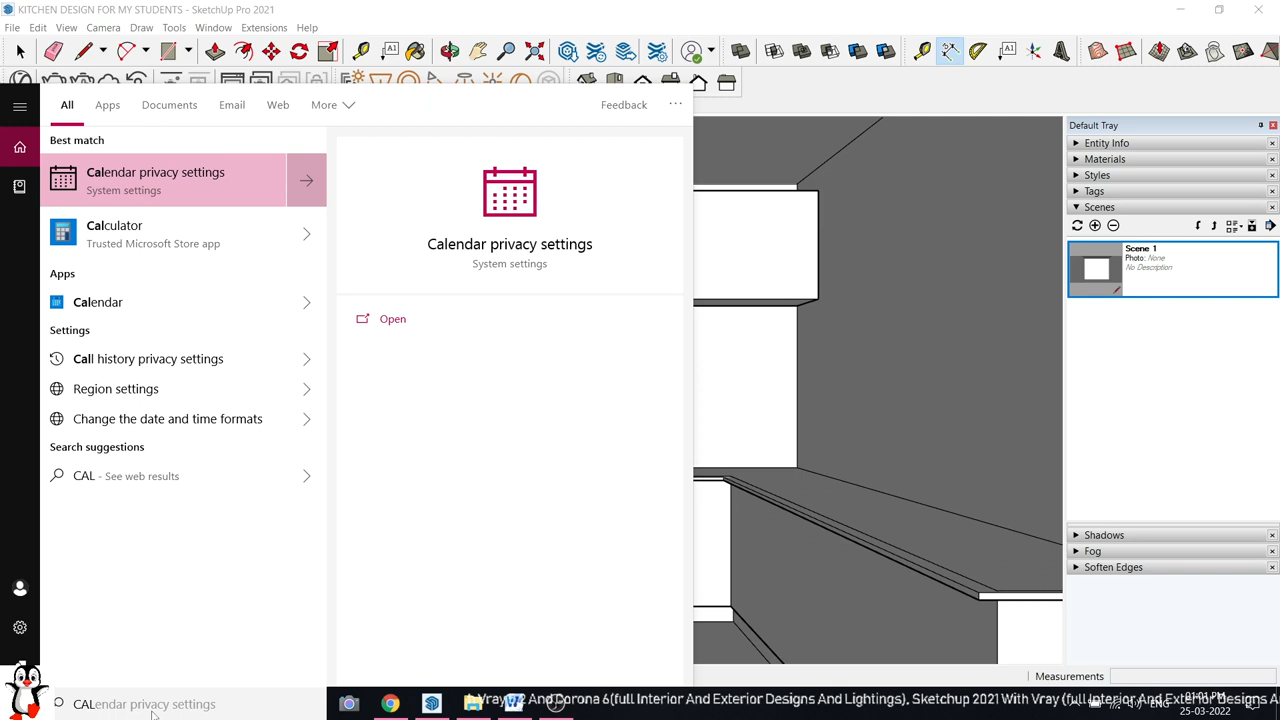 KITCHEN DESIGN FOR MY STUDENTS - SketchUp Pro 2021
File Edit View Camera Draw Tools Window Extensions Help
All Apps Documents Email Web More Feedback ...
Best match
Calendar privacy settings
System settings
Calculator
Trusted Microsoft Store app
Apps
Calendar
Settings
Call history privacy settings
Region settings
Change the date and time formats
Search suggestions
CAL - See web results
CALendar privacy settings
Calendar privacy settings
System settings
Open
Default Tray
Entity Info
Materials
Styles
Tags
Scenes
Scene 1
Photo: None
No Description
Shadows
Fog
Soften Edges
Measurements
Vray 2 And Corona 6(full Interior And Exterior Designs And Lightings), Sketchup 2021 With Vray (full Interior And Exterior Designs A
ENG
01:01 PM
25-03-2022